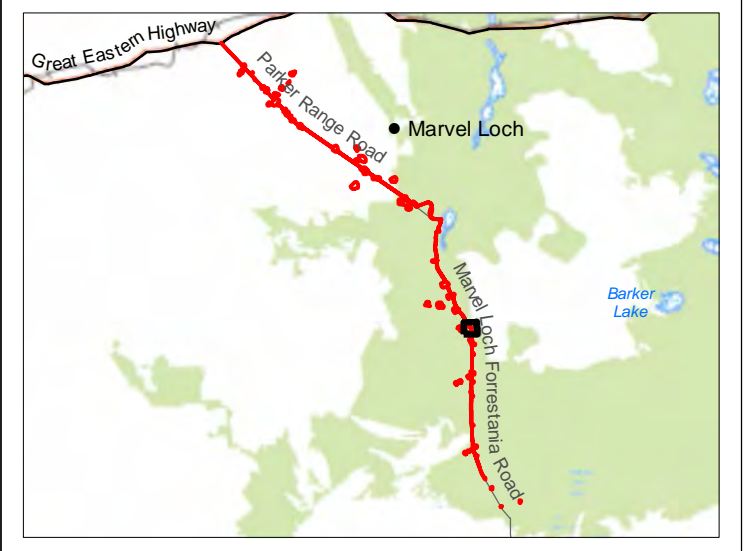 Great Eastern Highway
Parker Range Road
Marvel Loch
Marvel Loch Forrestania Road
Barker
Lake